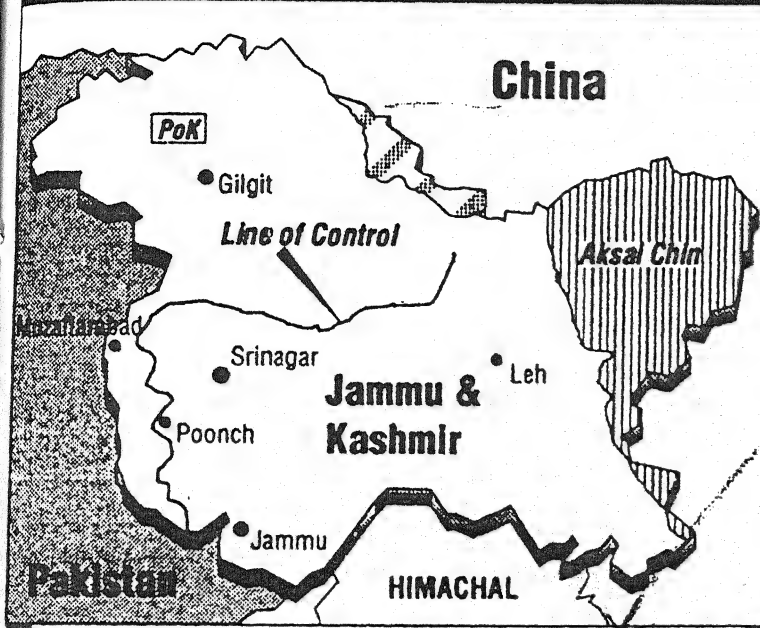 China
PoK
Gilgit
Line of Control
Aksai Chin
Muzaffarabad
Srinagar
Leh
Jammu &
Kashmir
Poonch
Jammu
Pakistan
HIMACHAL